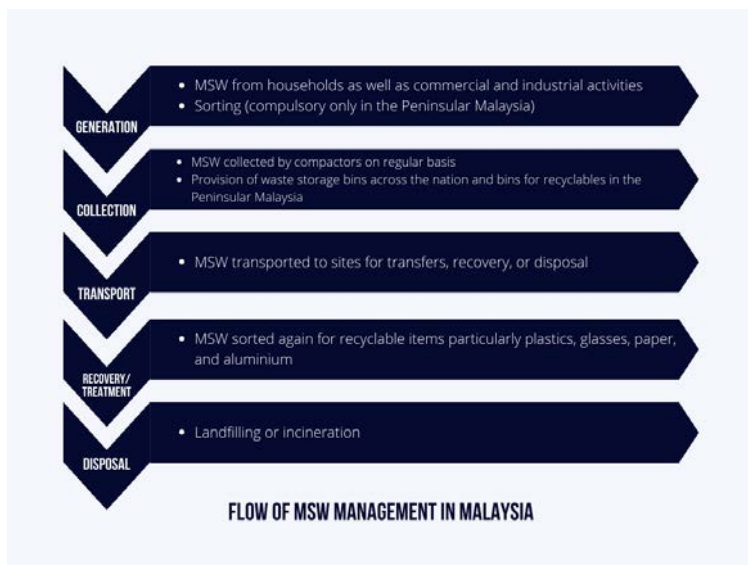 • MSW from households as well as commercial and industrial activities
• Sorting (compulsory only in the Peninsular Malaysia)
GENERATION
• MSW collected by compactors on regular basis
• Provision of waste storage bins across the nation and bins for recyclables in the
Peninsular Malaysia
COLLECTION
• MSW transported to sites for transfers, recovery, or disposal
TRANSPORT
• MSW sorted again for recyclable items particularly plastics, glasses, paper,
and aluminium
RECOVERY/
TREATMENT
• Landfilling or incineration
DISPOSAL
FLOW OF MSW MANAGEMENT IN MALAYSIA